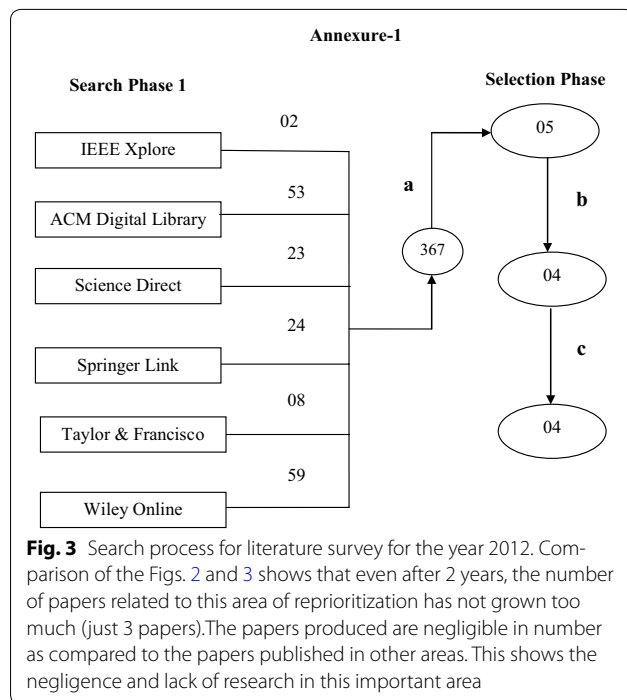 Annexure-1
Search Phase 1
Selection Phase
02
IEEE Xplore
53
ACM Digital Library
23
Science Direct
24
Springer Link
08
Taylor & Francisco
59
Wiley Online
367
a
05
b
04
c
04
Fig. 3 Search process for literature survey for the year 2012. Com-
parison of the Figs. 2 and 3 shows that even after 2 years, the number
of papers related to this area of reprioritization has not grown too
much (just 3 papers).The papers produced are negligible in number
as compared to the papers published in other areas. This shows the
negligence and lack of research in this important area